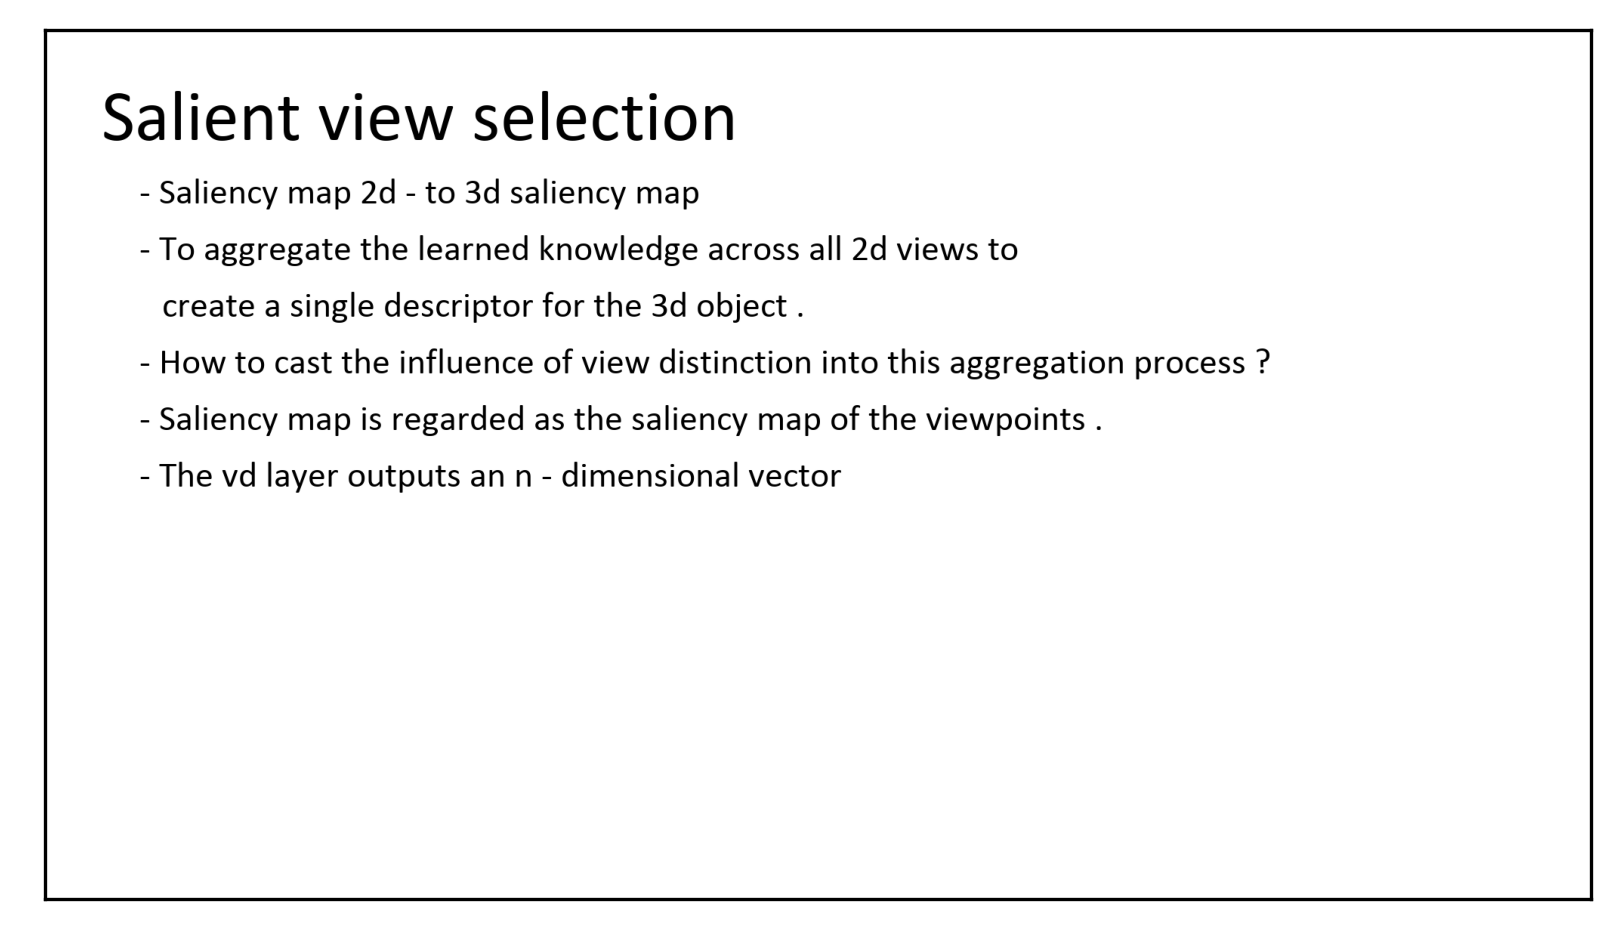 Salient view selection
- Saliency map 2d - to 3d saliency map
- To aggregate the learned knowledge across all 2d views to
create a single descriptor for the 3d object .
- How to cast the influence of view distinction into this aggregation process ?
- Saliency map is regarded as the saliency map of the viewpoints .
- The vd layer outputs an n - dimensional vector